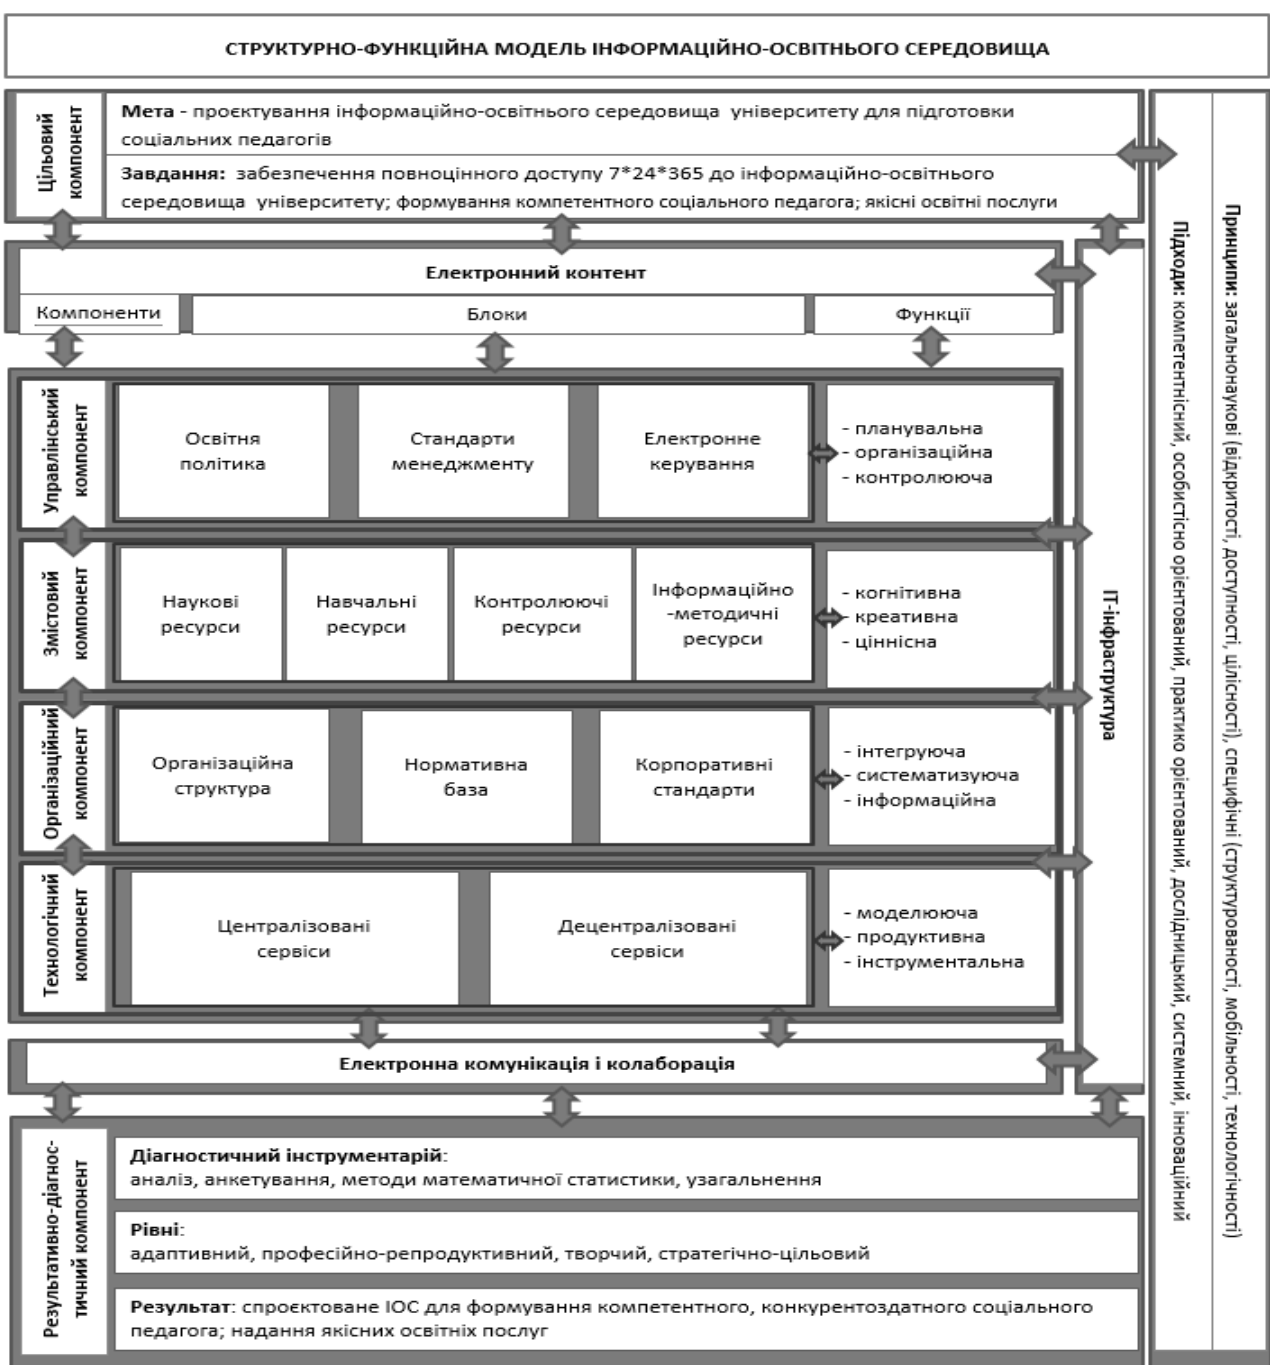 СТРУКТУРНО-ФУНКЦІЙНА МОДЕЛЬ ІНФОРМАЦІЙНО-ОСВІТНЬОГО СЕРЕДОВИЩА
Цільовий
компонент
Мета - проєктування інформаційно-освітнього середовища університету для підготовки
соціальних педагогів
Завдання: забезпечення повноцінного доступу 7*24*365 до інформаційно-освітнього
середовища університету; формування компетентного соціального педагога; якісні освітні послуги
Електронний контент
Компоненти
Блоки
Функції
Управлінський
компонент
Освітня
політика
Стандарти
менеджменту
Електронне
керування
- планувальна
- організаційна
- контролююча
Змістовий
компонент
Наукові
ресурси
Навчальні
ресурси
Контролюючі
ресурси
Інформаційно
-методичні
ресурси
- когнітивна
- креативна
- ціннісна
Організаційний
компонент
Організаційна
структура
Нормативна
база
Корпоративні
стандарти
- інтегруюча
- систематизуюча
- інформаційна
Технологічний
компонент
Централізовані
сервіси
Децентралізовані
сервіси
- моделююча
- продуктивна
- інструментальна
Електронна комунікація і колаборація
Результативно-діагнос-
тичний компонент
Діагностичний інструментарій:
аналіз, анкетування, методи математичної статистики, узагальнення
Рівні:
адаптивний, професійно-репродуктивний, творчий, стратегічно-цільовий
Результат: спроєктоване ІОС для формування компетентного, конкурентоздатного соціального
педагога; надання якісних освітніх послуг
ІТ-інфраструктура
Принципи: загальнонаукові (відкритості, доступності, цілісності), специфічні (структурованості, мобільності, технологічності)
Підходи: компетентнісний, особистісно орієнтований, практико орієнтований, дослідницький, системний, інноваційний